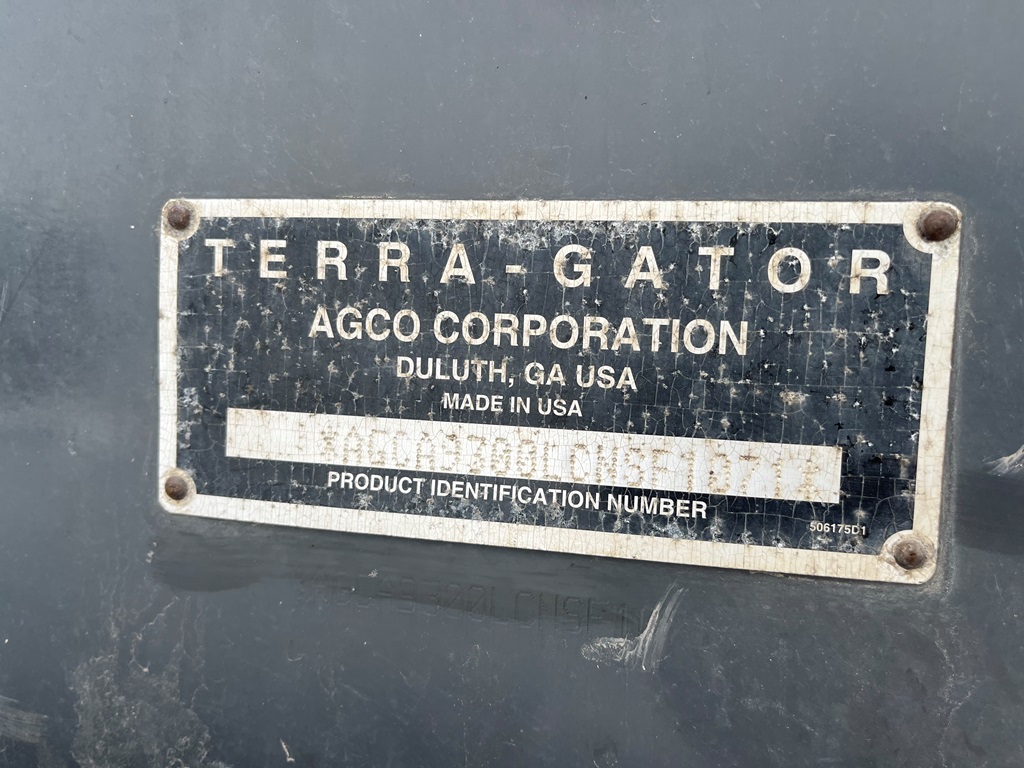 TERRA-GATOR
AGCO CORPORATION
DULUTH, GA USA
MADE IN USA
PRODUCT IDENTIFICATION NUMBER
506175D1